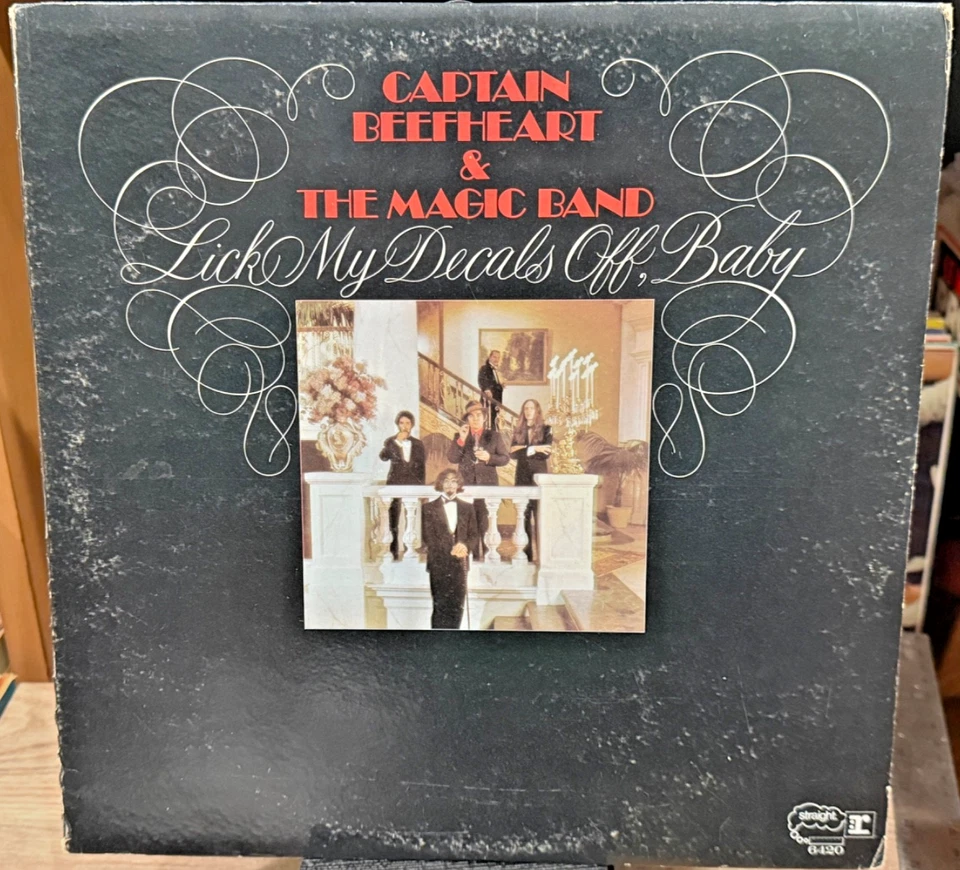 CAPTAIN
BEEFHEART
&
THE MAGIC BAND
Lick My Decals Off, Baby
straight r
6420